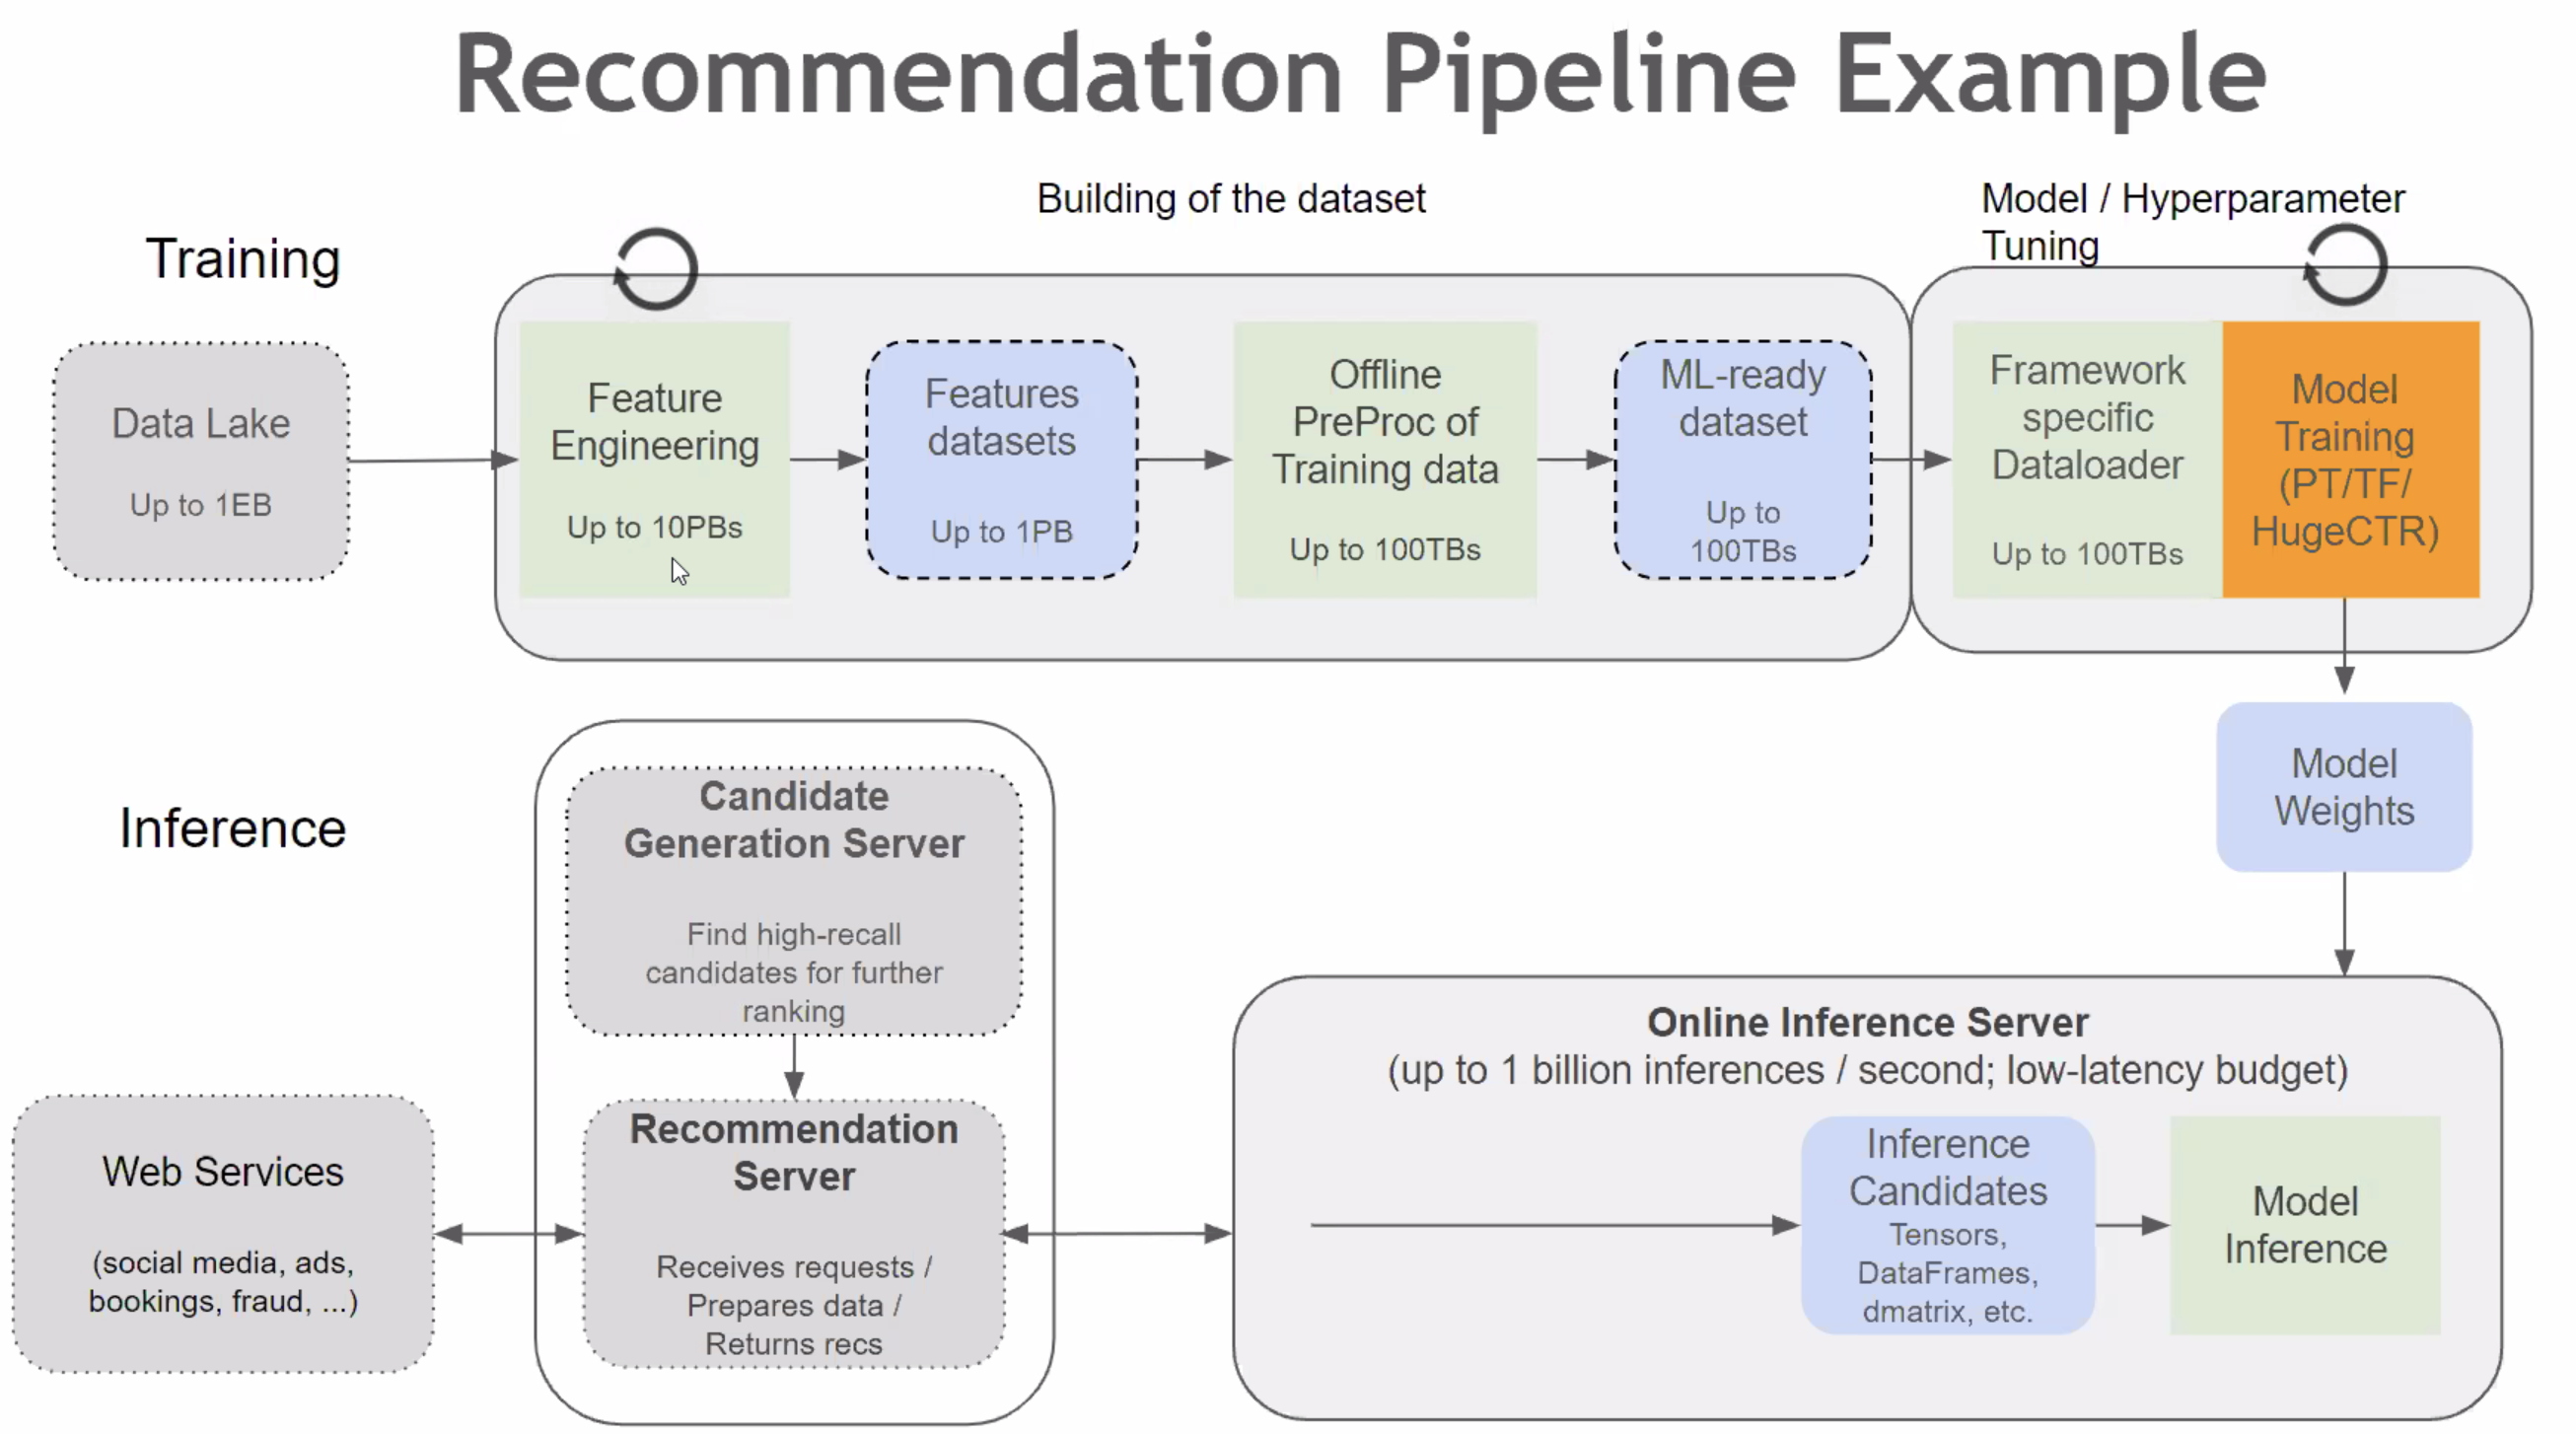 Recommendation Pipeline Example
Building of the dataset
Model / Hyperparameter
Tuning
Training
Data Lake
Up to 1EB
Feature
Engineering
Up to 10PBs
Features
datasets
Up to 1PB
Offline
PreProc of
Training data
Up to 100TBs
ML-ready
dataset
Up to
100TBs
Framework
specific
Dataloader
Up to 100TBs
Model
Training
(PT/TF/
HugeCTR)
Model
Weights
Inference
Candidate
Generation Server
Find high-recall
candidates for further
ranking
Web Services
(social media, ads,
bookings, fraud, ...)
Recommendation
Server
Receives requests /
Prepares data /
Returns recs
Online Inference Server
(up to 1 billion inferences / second; low-latency budget)
Inference
Candidates
Tensors,
DataFrames,
dmatrix, etc.
Model
Inference